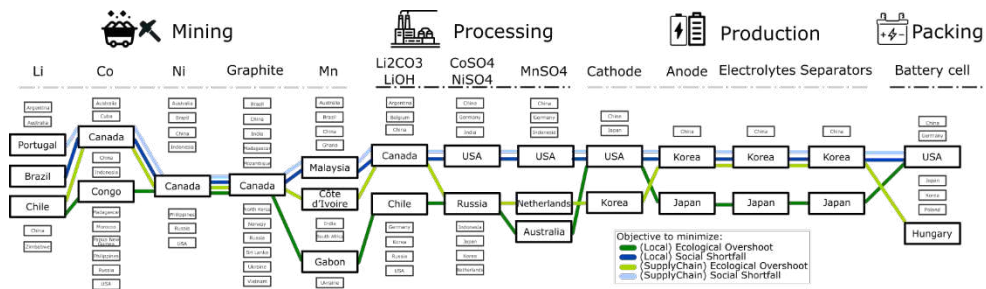 Mining
Processing
Production
Packing
Li
Co
Ni
Graphite
Mn
Li2CO3
LiOH
CoSO4
NiSO4
MnSO4
Cathode
Anode
Electrolytes
Separators
Battery cell
Argentina
Australia
Portugal
Brazil
Chile
China
Zimbabwe
Australia
Cuba
Canada
China
Indonesia
Congo
Madagascar
Morocco
Papua New Guinea
Philippines
Russia
USA
Australia
Brazil
China
Indonesia
Canada
Philippines
Russia
USA
Brazil
China
India
Madagascar
Mozambique
Canada
North Korea
Norway
Russia
Sri Lanka
Ukraine
Vietnam
Australia
Brazil
China
Ghana
Malaysia
Côte
d'Ivoire
India
South Africa
Gabon
Ukraine
Argentina
Belgium
China
Canada
Chile
Germany
Korea
Russia
USA
China
Germany
India
USA
Russia
Indonesia
Japan
Korea
Netherlands
China
Germany
Indonesia
USA
Netherlands
Australia
China
Japan
USA
Korea
China
Korea
Japan
China
Korea
Japan
China
Korea
Japan
China
Germany
USA
Japan
Korea
Poland
Hungary
Objective to minimize:
(Local) Ecological Overshoot
(Local) Social Shortfall
(SupplyChain) Ecological Overshoot
(SupplyChain) Social Shortfall